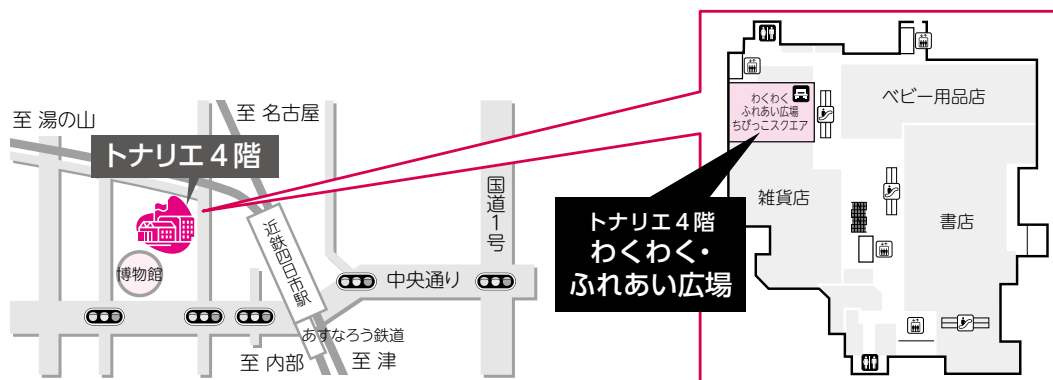 至 湯の山
至 名古屋
トナリエ4階
博物館
近鉄四日市駅
国道1号
中央通り
あすなろう鉄道
至 内部
至 津
わくわく
ふれあい広場
ちびっこスクエア
ベビー用品店
雑貨店
書店
トナリエ4階
わくわく・
ふれあい広場